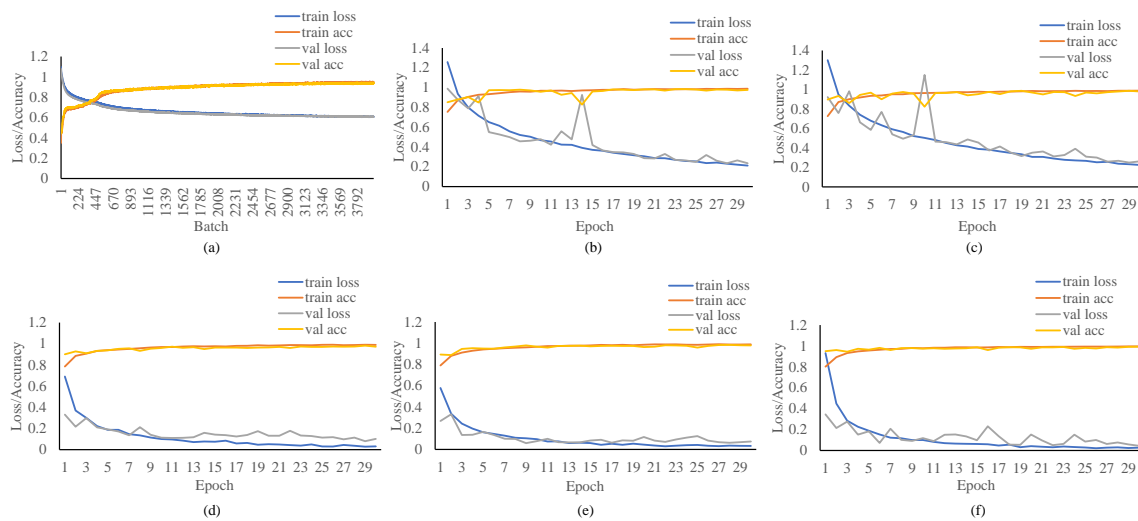 train loss
train acc
val loss
val acc
1.2
1
0.8
0.6
0.4
0.2
0
Loss/Accuracy
1
224
447
670
893
1116
1339
1562
1785
2008
2231
2454
2677
2900
3123
3346
3569
3792
Batch
(a)
train loss
train acc
val loss
val acc
1.4
1.2
1
0.8
0.6
0.4
0.2
0
Loss/Accuracy
1 3 5 7 9 11 13 15 17 19 21 23 25 27 29
Epoch
(b)
train loss
train acc
val loss
val acc
1.4
1.2
1
0.8
0.6
0.4
0.2
0
Loss/Accuracy
1 3 5 7 9 11 13 15 17 19 21 23 25 27 29
Epoch
(c)
train loss
train acc
val loss
val acc
1.2
1
0.8
0.6
0.4
0.2
0
Loss/Accuracy
1 3 5 7 9 11 13 15 17 19 21 23 25 27 29
Epoch
(d)
train loss
train acc
val loss
val acc
1.2
1
0.8
0.6
0.4
0.2
0
Loss/Accuracy
1 3 5 7 9 11 13 15 17 19 21 23 25 27 29
Epoch
(e)
train loss
train acc
val loss
val acc
1.2
1
0.8
0.6
0.4
0.2
0
Loss/Accuracy
1 3 5 7 9 11 13 15 17 19 21 23 25 27 29
Epoch
(f)